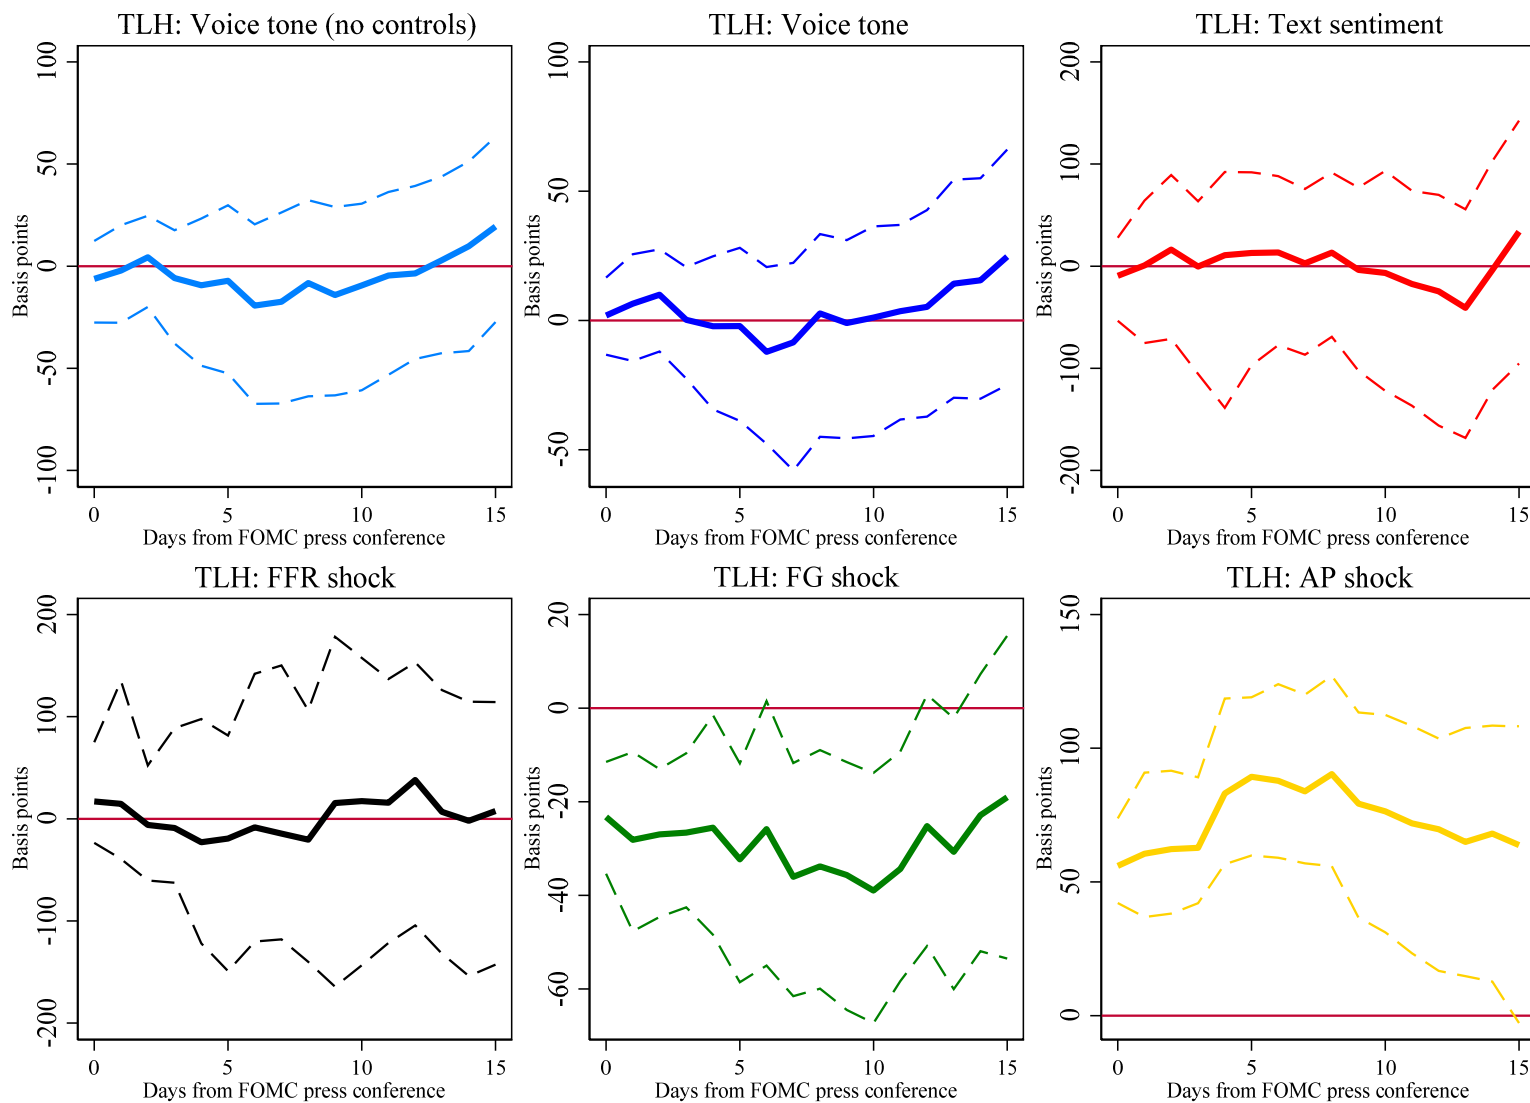 TLH: Voice tone (no controls)
100
50
0
-50
-100
Basis points
0 5 10 15
Days from FOMC press conference
TLH: Voice tone
100
50
0
-50
Basis points
0 5 10 15
Days from FOMC press conference
TLH: Text sentiment
200
100
0
-100
-200
Basis points
0 5 10 15
Days from FOMC press conference
TLH: FFR shock
200
100
0
-100
-200
Basis points
0 5 10 15
Days from FOMC press conference
TLH: FG shock
20
0
-20
-40
-60
Basis points
0 5 10 15
Days from FOMC press conference
TLH: AP shock
150
100
50
0
Basis points
0 5 10 15
Days from FOMC press conference